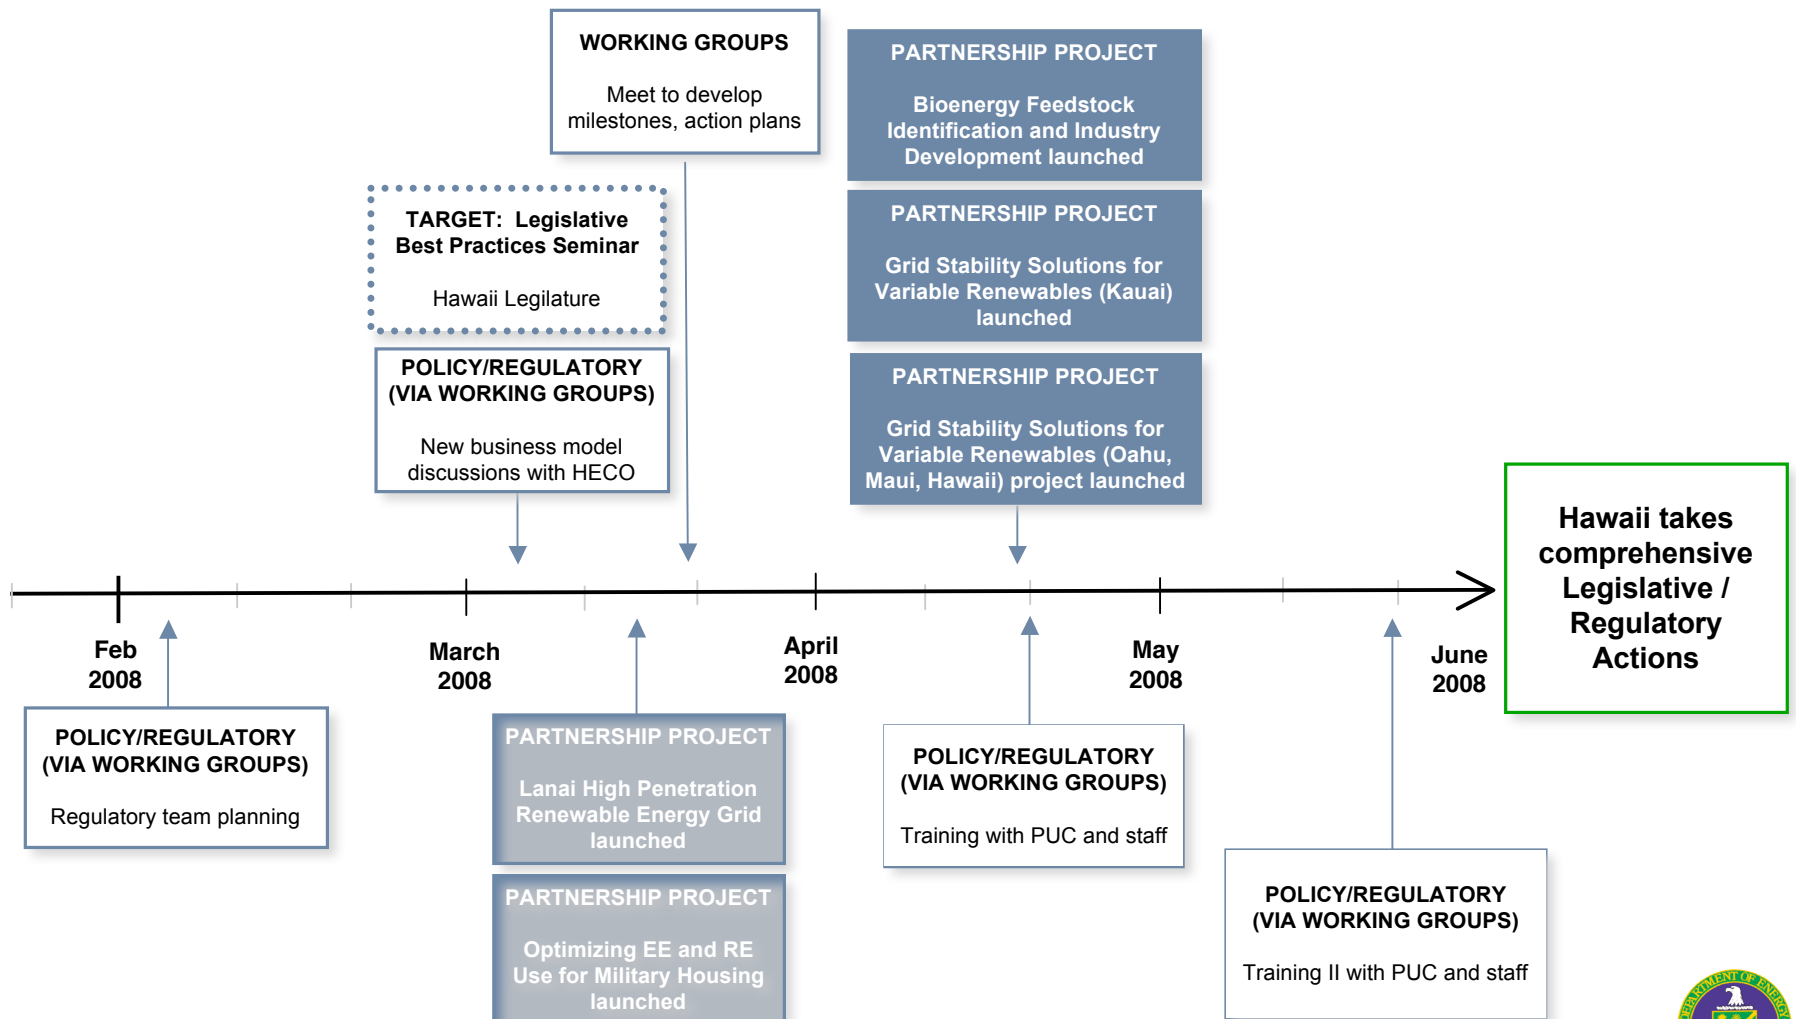 WORKING GROUPS
Meet to develop
milestones, action plans
PARTNERSHIP PROJECT
Bioenergy Feedstock
Identification and Industry
Development launched
TARGET:  Legislative
Best Practices Seminar
Hawaii Legilature
PARTNERSHIP PROJECT
Grid Stability Solutions for
Variable Renewables (Kauai)
launched
POLICY/REGULATORY
(VIA WORKING GROUPS)
New business model
discussions with HECO
PARTNERSHIP PROJECT
Grid Stability Solutions for
Variable Renewables (Oahu,
Maui, Hawaii) project launched
Hawaii takes
comprehensive
Legislative /
Regulatory
Actions
Feb
2008
March
2008
April
2008
May
2008
June
2008
POLICY/REGULATORY
(VIA WORKING GROUPS)
Regulatory team planning
PARTNERSHIP PROJECT
Lanai High Penetration
Renewable Energy Grid
launched
PARTNERSHIP PROJECT
Optimizing EE and RE
Use for Military Housing
launched
POLICY/REGULATORY
(VIA WORKING GROUPS)
Training with PUC and staff
POLICY/REGULATORY
(VIA WORKING GROUPS)
Training II with PUC and staff
DEPARTMENT OF ENERGY